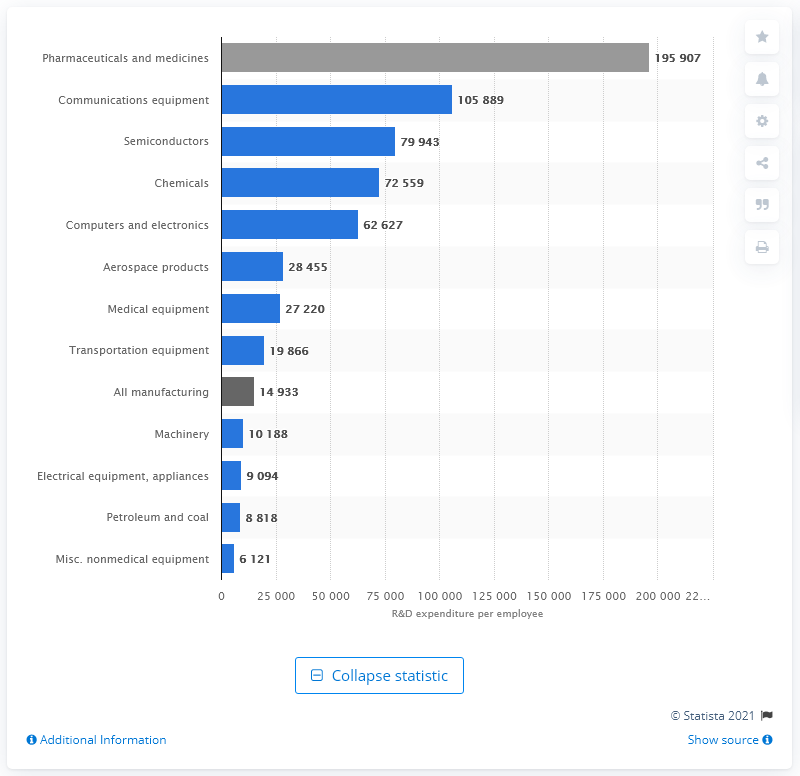 Pharmaceuticals and medicines 195 907
Communications equipment 105 889
Semiconductors 79 943
Chemicals 72 559
Computers and electronics 62 627
Aerospace products 28 455
Medical equipment 27 220
Transportation equipment 19 866
All manufacturing 14 933
Machinery 10 188
Electrical equipment, appliances 9 094
Petroleum and coal 8 818
Misc. nonmedical equipment 6 121
0 25 000 50 000 75 000 100 000 125 000 150 000 175 000 200 000 22...
R&D expenditure per employee
Collapse statistic
© Statista 2021
Additional Information Show source